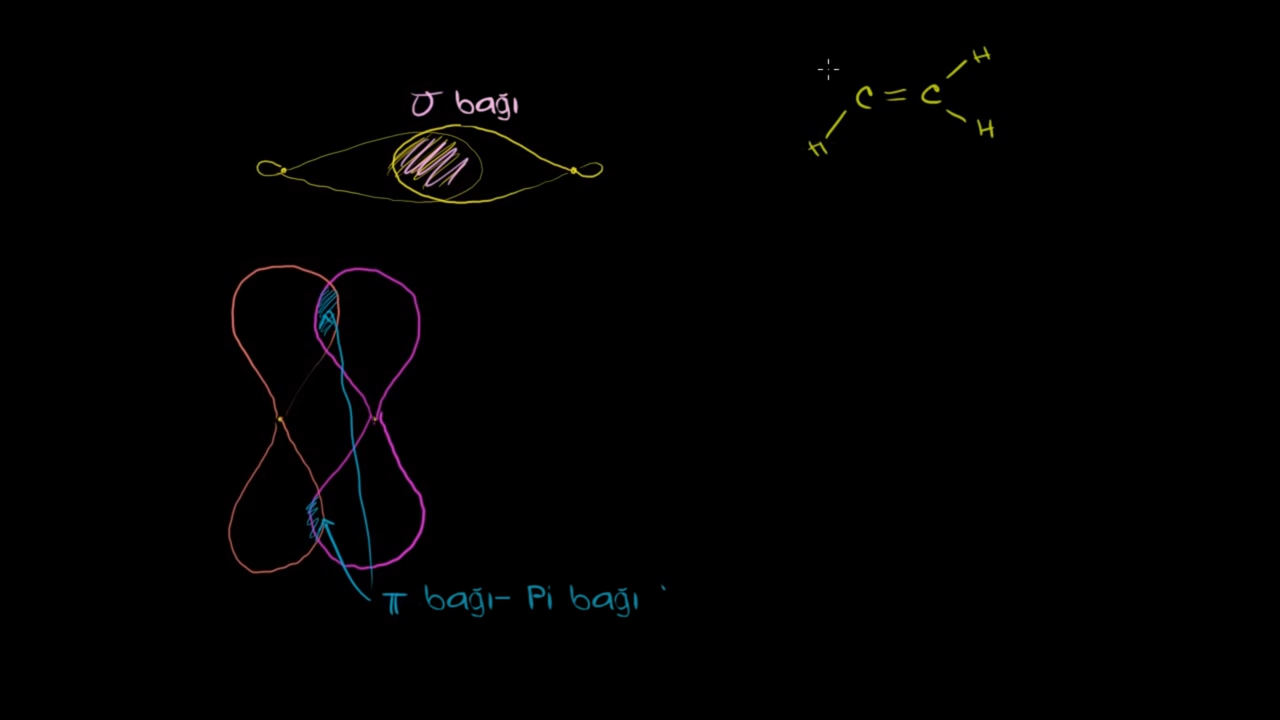 σ bağı
H
C = C
H
H
π bağı- Pi bağı